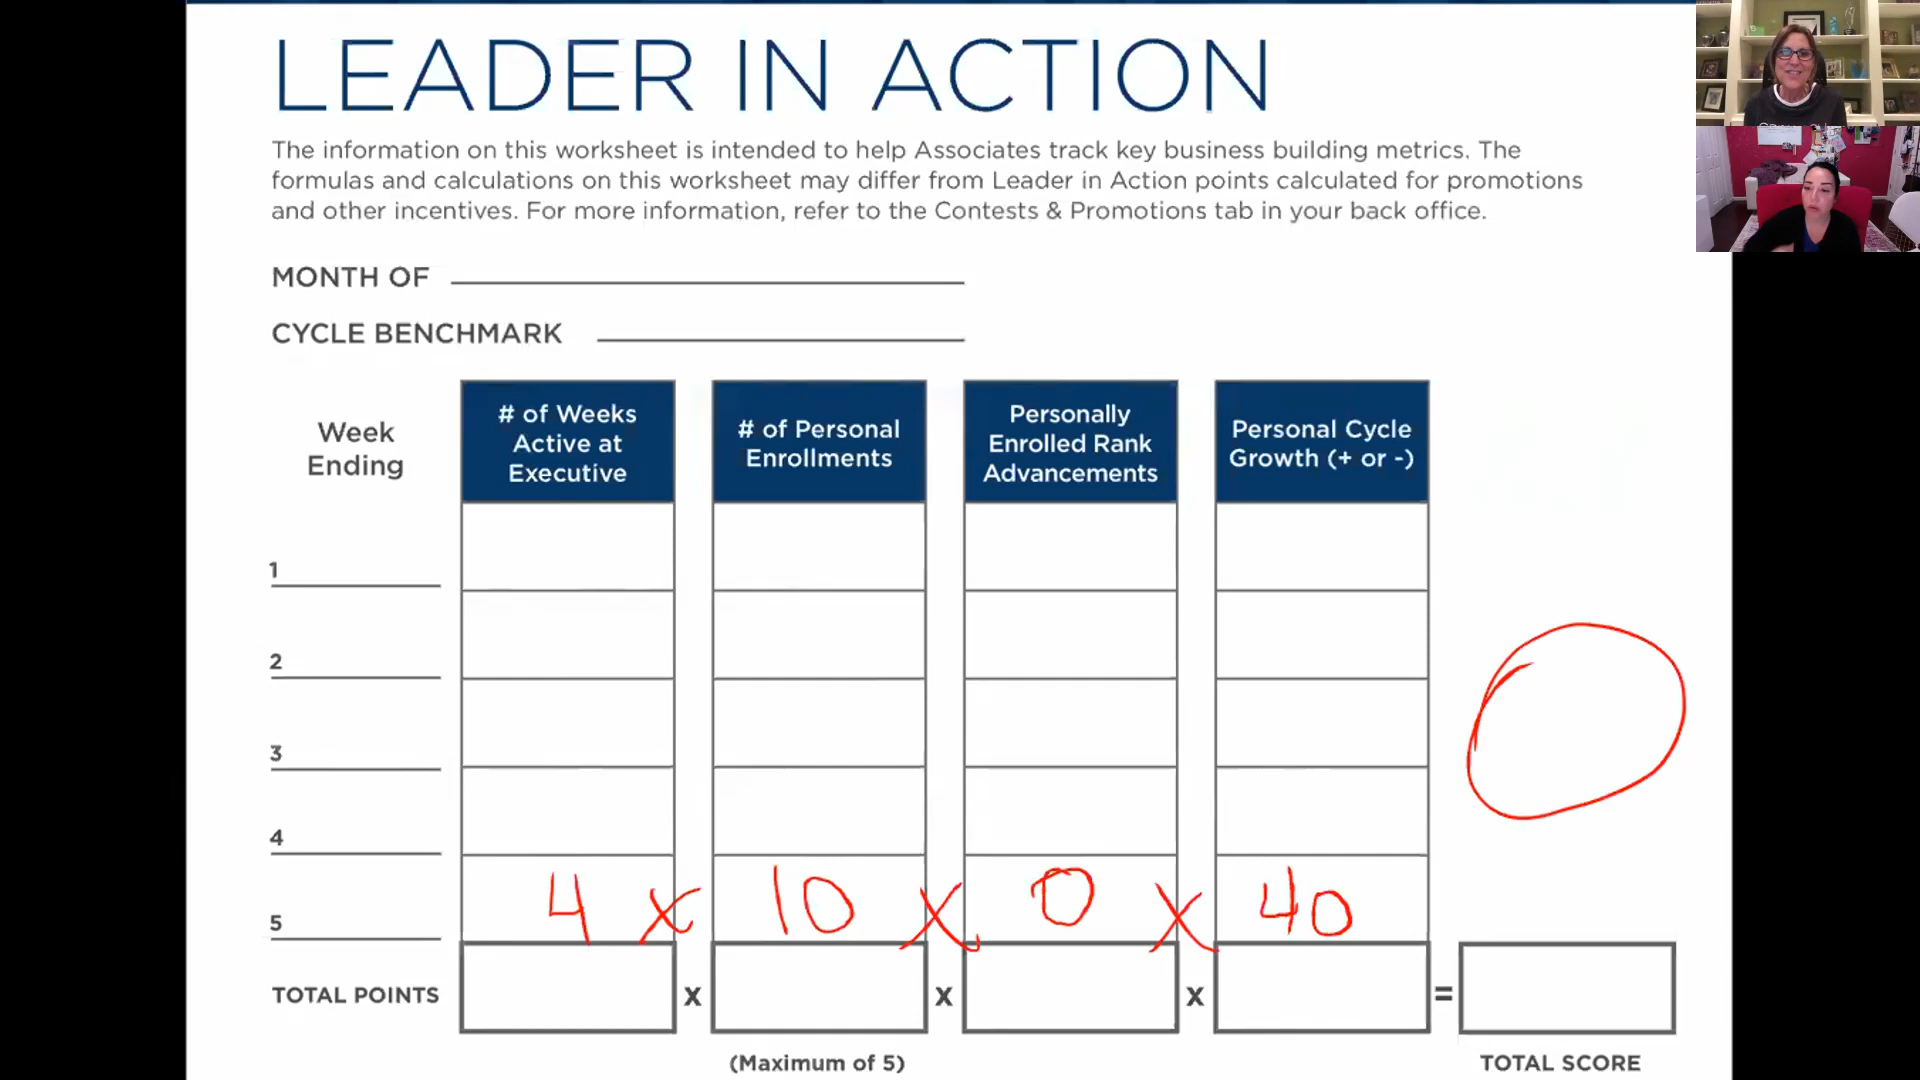 LEADER IN ACTION
The information on this worksheet is intended to help Associates track key business building metrics. The
formulas and calculations on this worksheet may differ from Leader in Action points calculated for promotions
and other incentives. For more information, refer to the Contests & Promotions tab in your back office.
MONTH OF
CYCLE BENCHMARK
Week
Ending
# of Weeks
Active at
Executive
# of Personal
Enrollments
Personally
Enrolled Rank
Advancements
Personal Cycle
Growth (+ or -)
1
2
3
4
5
4 x 10 x 0 x 40
TOTAL POINTS x x x =
(Maximum of 5)
TOTAL SCORE